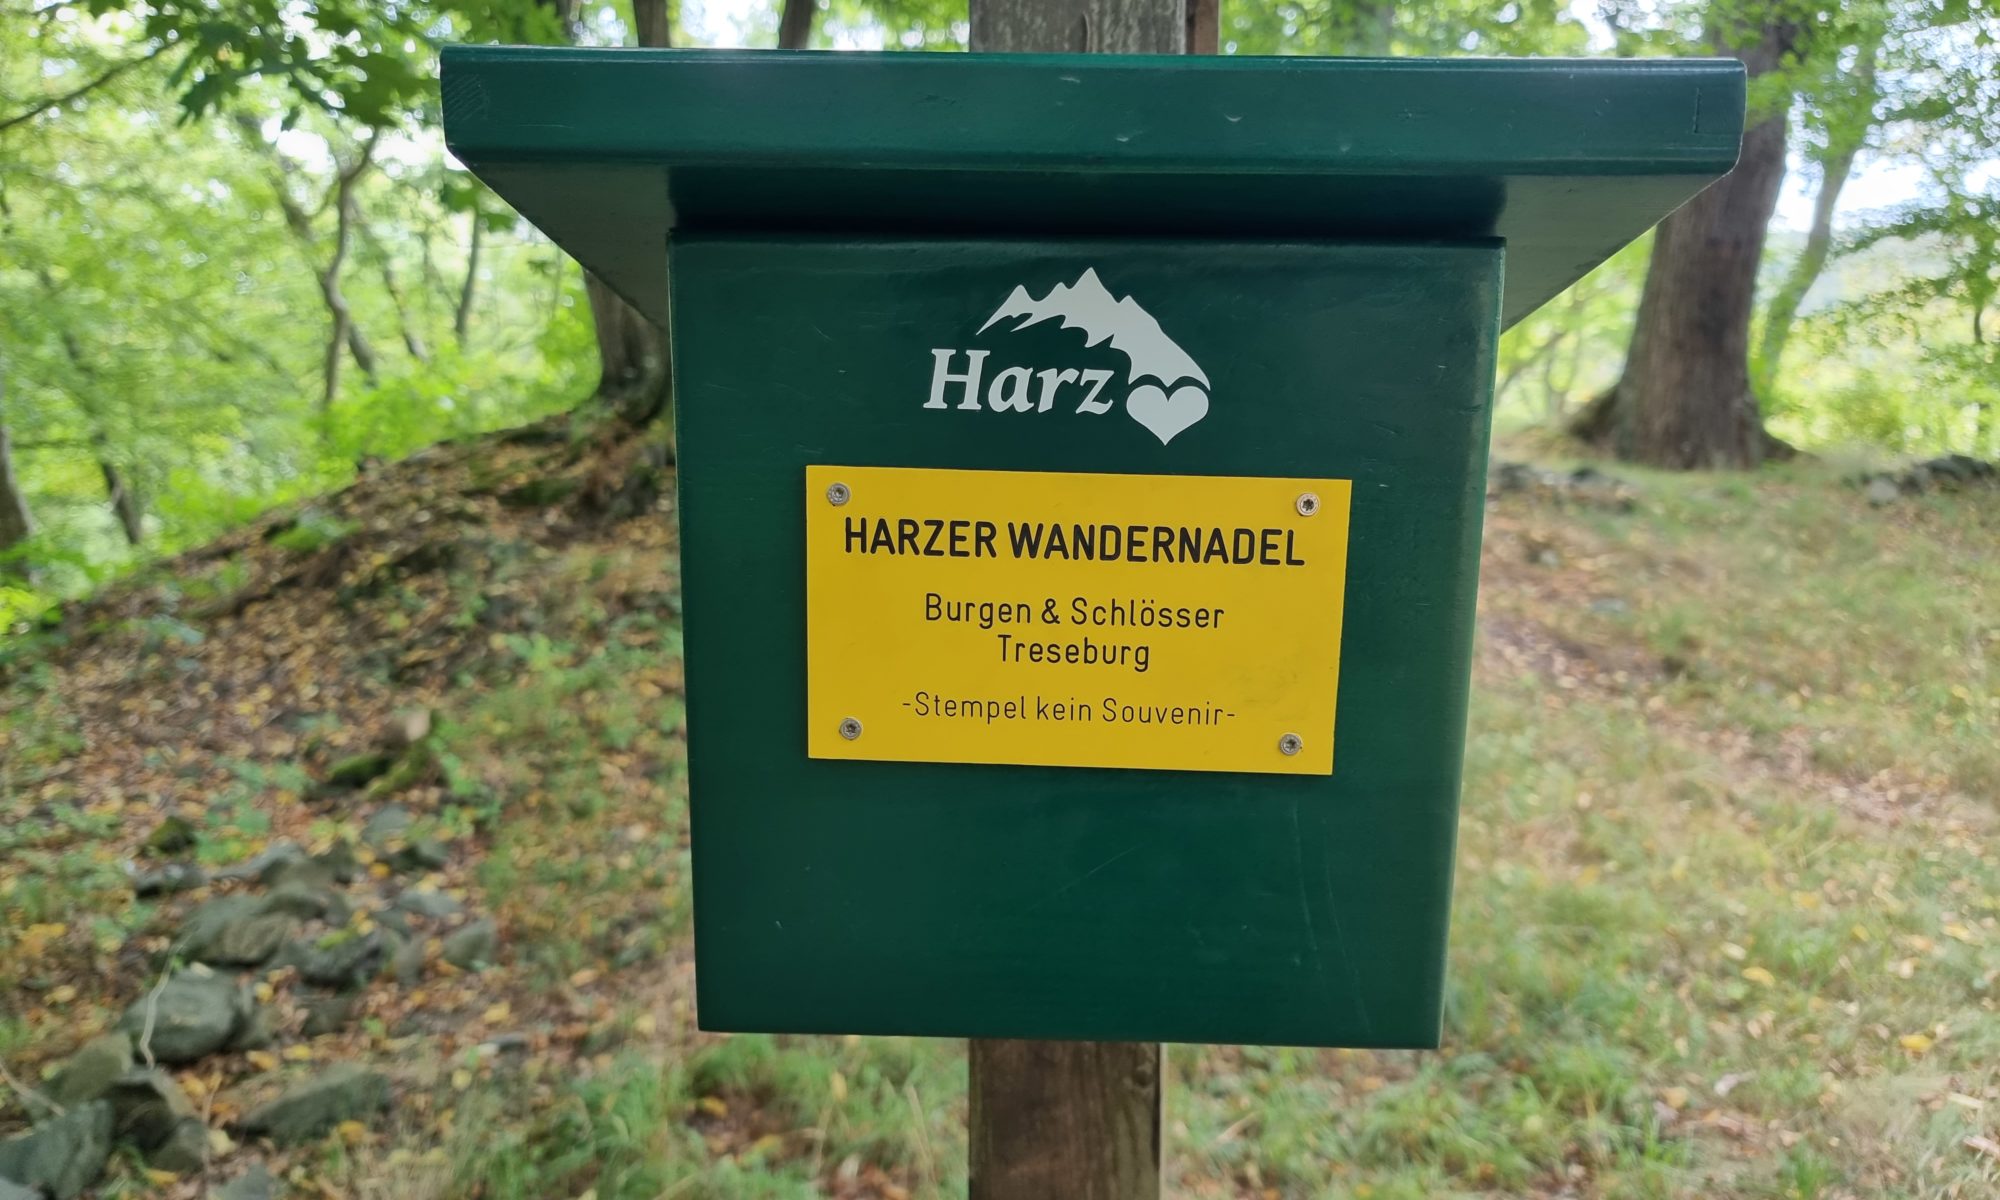 Harz
HARZER WANDERNADEL
Burgen & Schlösser
Treseburg
-Stempel kein Souvenir-